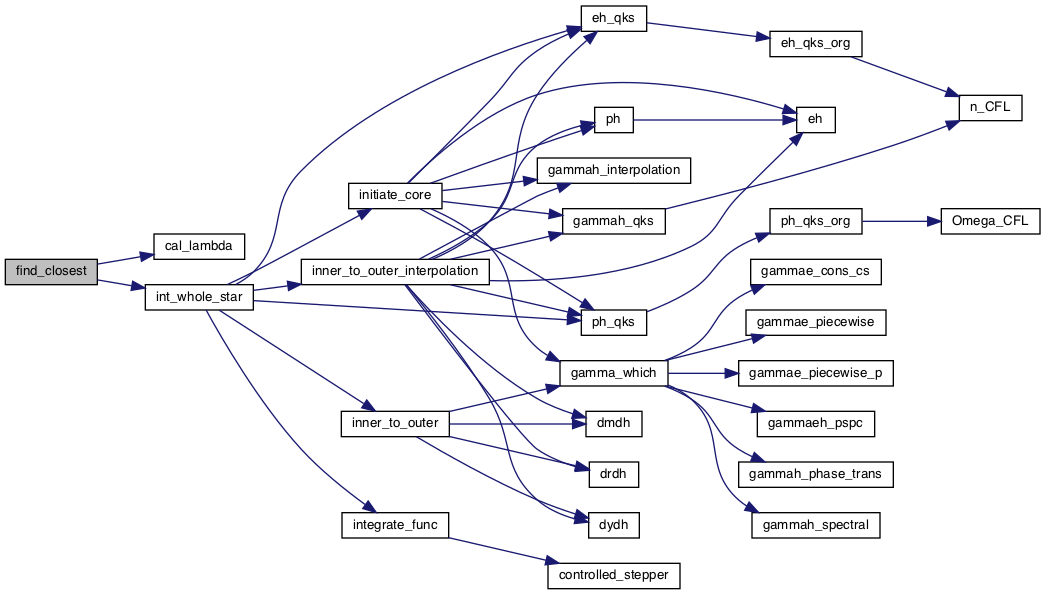 eh_qks
eh_qks_org
n_CFL
ph
eh
gammah_interpolation
initiate_core
gammah_qks
ph_qks_org
Omega_CFL
cal_lambda
find_closest
inner_to_outer_interpolation
gammae_cons_cs
int_whole_star
ph_qks
gammae_piecewise
gamma_which
gammae_piecewise_p
inner_to_outer
dmdh
gammaeh_pspc
drdh
gammah_phase_trans
integrate_func
dydh
gammah_spectral
controlled_stepper